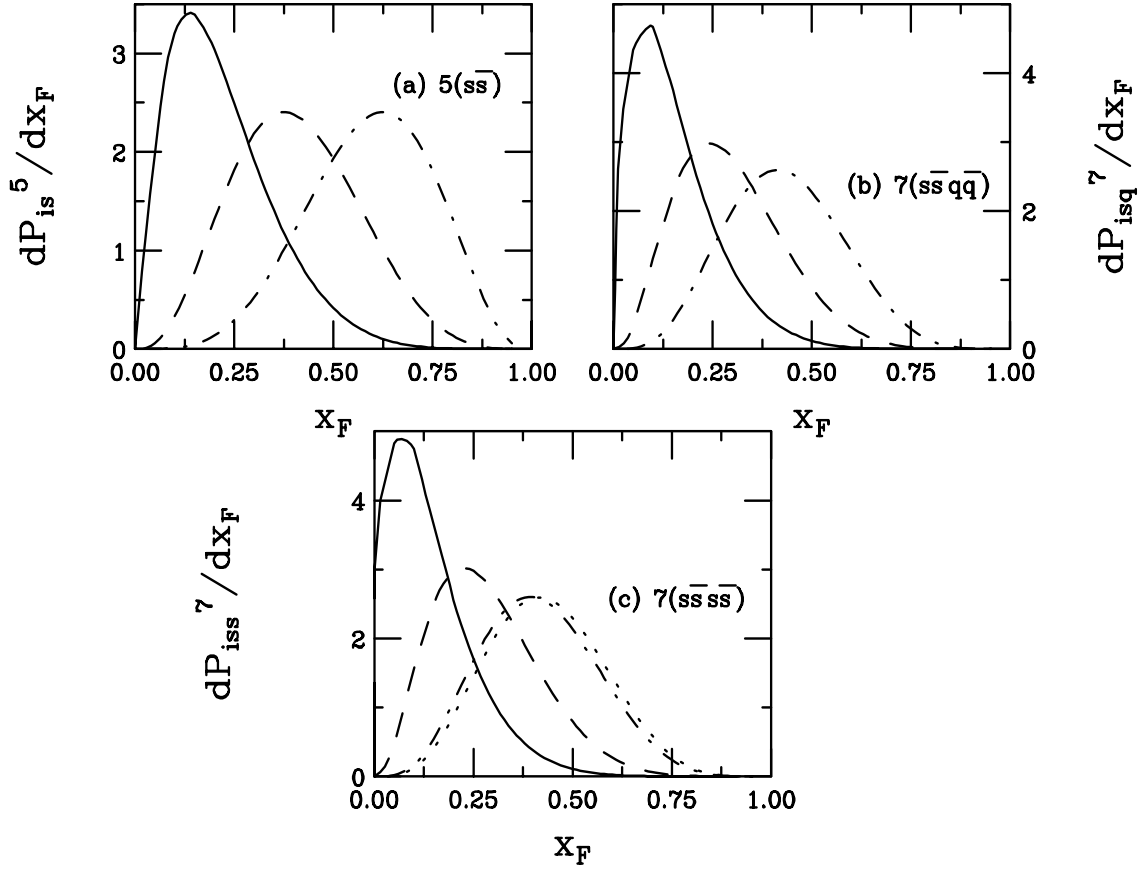 dP_is^5/dx_F
3
2
1
0
(a) 5(ss̅)
0.00 0.25 0.50 0.75 1.00
x_F
(b) 7(ss̅qq̅)
4
2
0
dP_isq^7/dx_F
0.00 0.25 0.50 0.75 1.00
x_F
dP_iss^7/dx_F
4
2
0
(c) 7(ss̅ss̅)
0.00 0.25 0.50 0.75 1.00
x_F